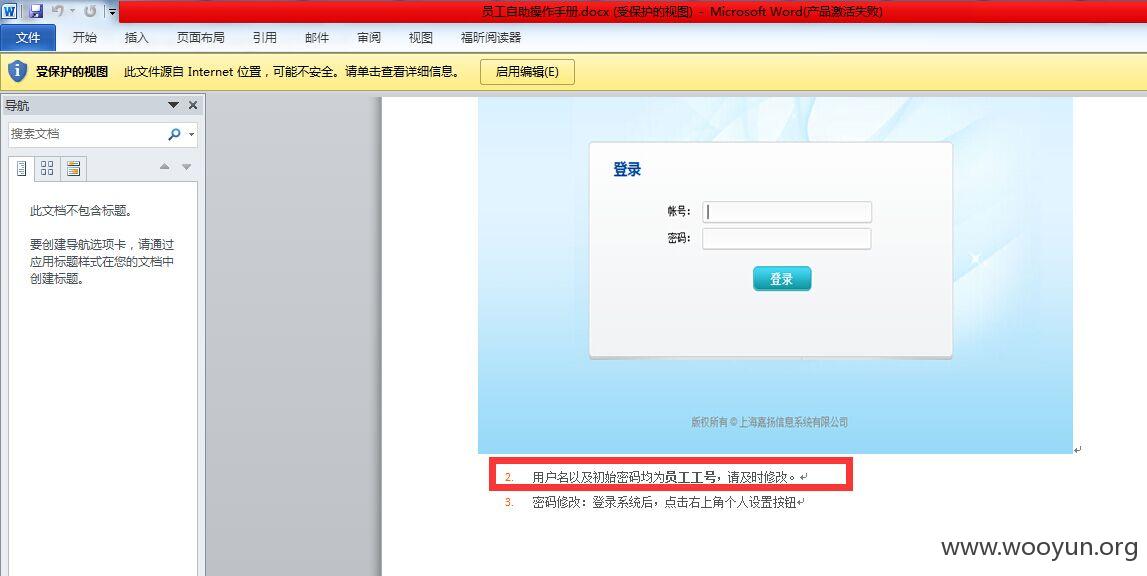 员工自助操作手册.docx (受保护的视图) - Microsoft Word(产品激活失败)
文件 开始 插入 页面布局 引用 邮件 审阅 视图 福昕阅读器
受保护的视图 此文件源自 Internet 位置，可能不安全。请单击查看详细信息。 启用编辑(E)
导航
搜索文档
此文档不包含标题。
要创建导航选项卡，请通过
应用标题样式在您的文档中
创建标题。
登录
帐号：
密码：
登录
版权所有 © 上海嘉扬信息系统有限公司
2. 用户名以及初始密码均为员工工号，请及时修改。
3. 密码修改：登录系统后，点击右上角个人设置按钮
www.wooyun.org